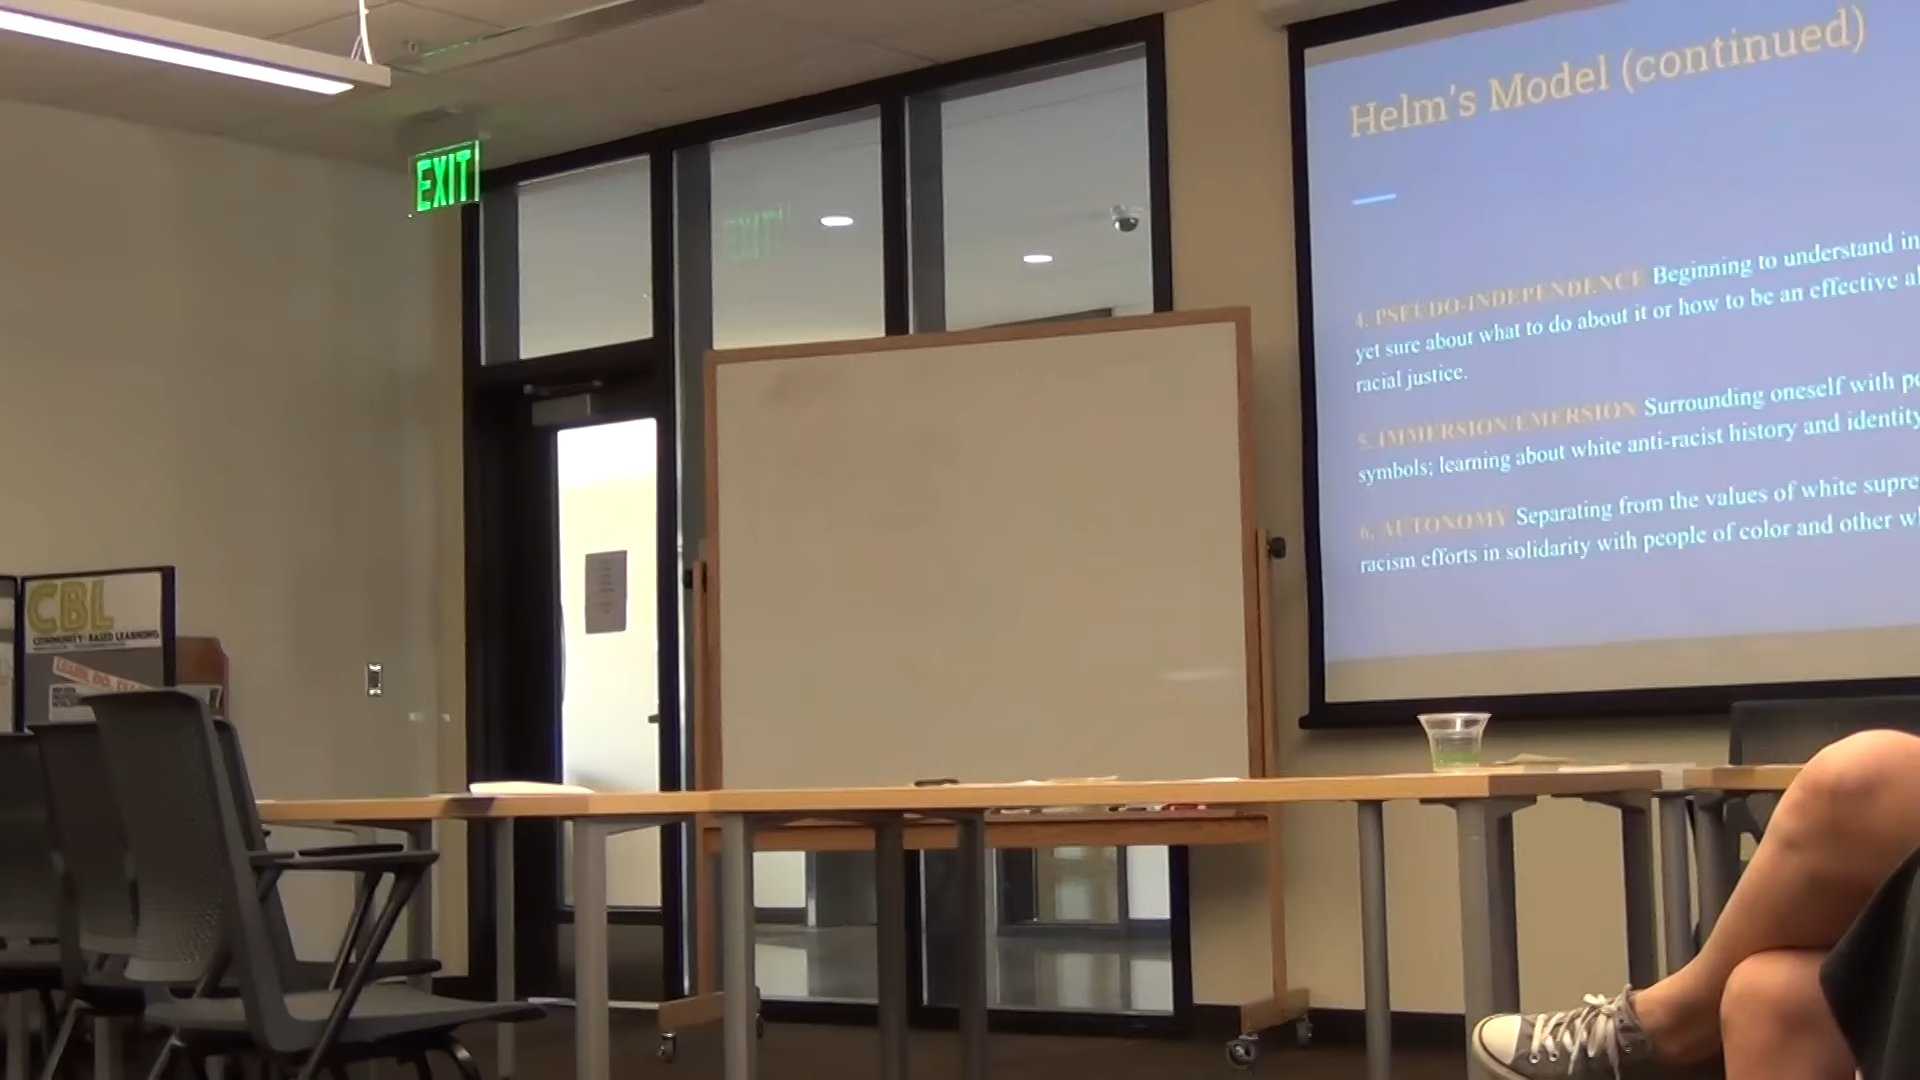 EXIT
Helm's Model (continued)
4. PSEUDO-INDEPENDENCE Beginning to understand
yet sure about what to do about it or how to be an effective
racial justice.
5. IMMERSION/EMERSION Surrounding oneself with
symbols; learning about white anti-racist history and identity
6. AUTONOMY Separating from the values of white
racism efforts in solidarity with people of color and other
CBL
COMMUNITY-BASED LEARNING
LEARN, DO,